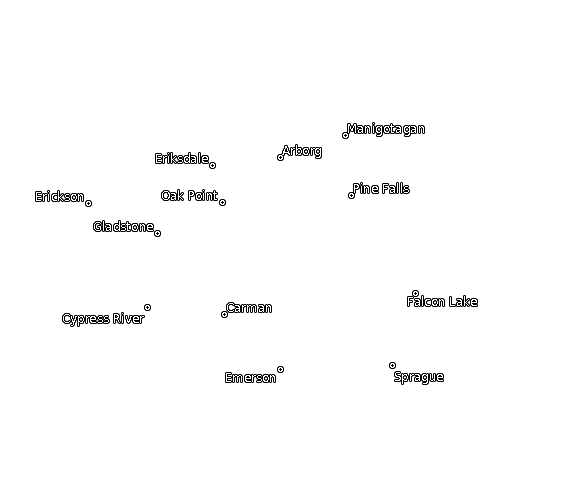 Manigotagan
Arborg
Eriksdale
Pine Falls
Erickson
Oak Point
Gladstone
Falcon Lake
Carman
Cypress River
Emerson
Sprague